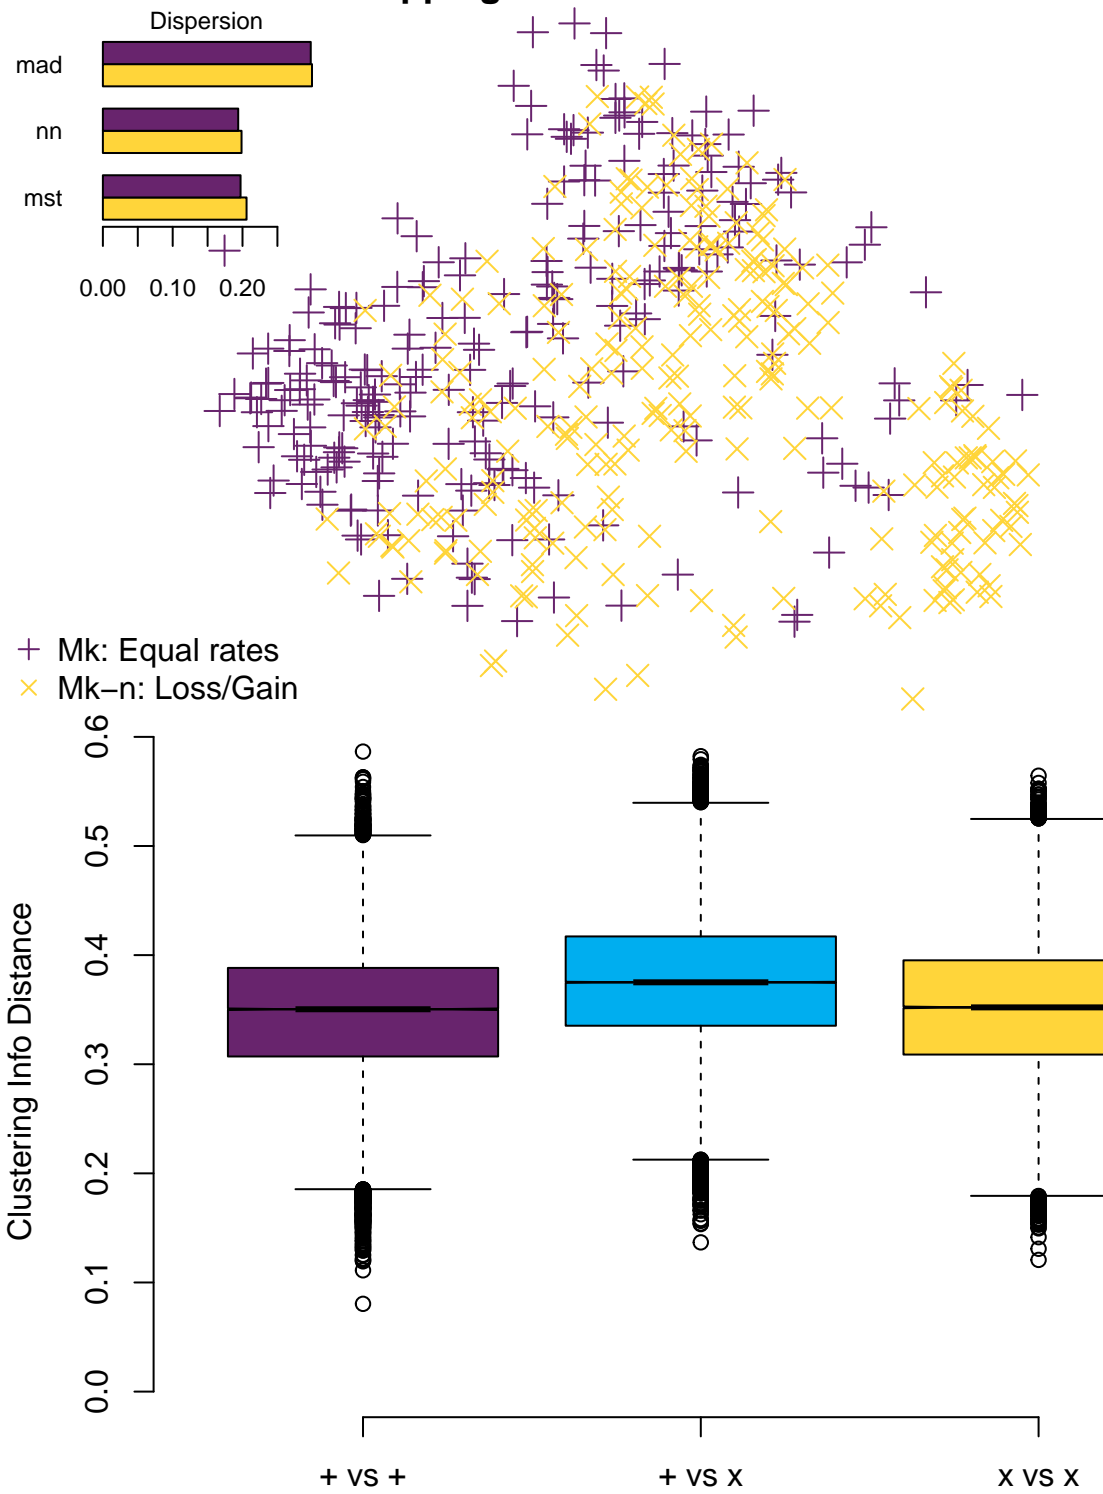 Dispersion
mad
nn
mst
0.00 0.10 0.20
Mk: Equal rates
Mk−n: Loss/Gain
Clustering Info Distance
0.6
0.5
0.4
0.3
0.2
0.1
0.0
+ vs +
+ vs x
x vs x